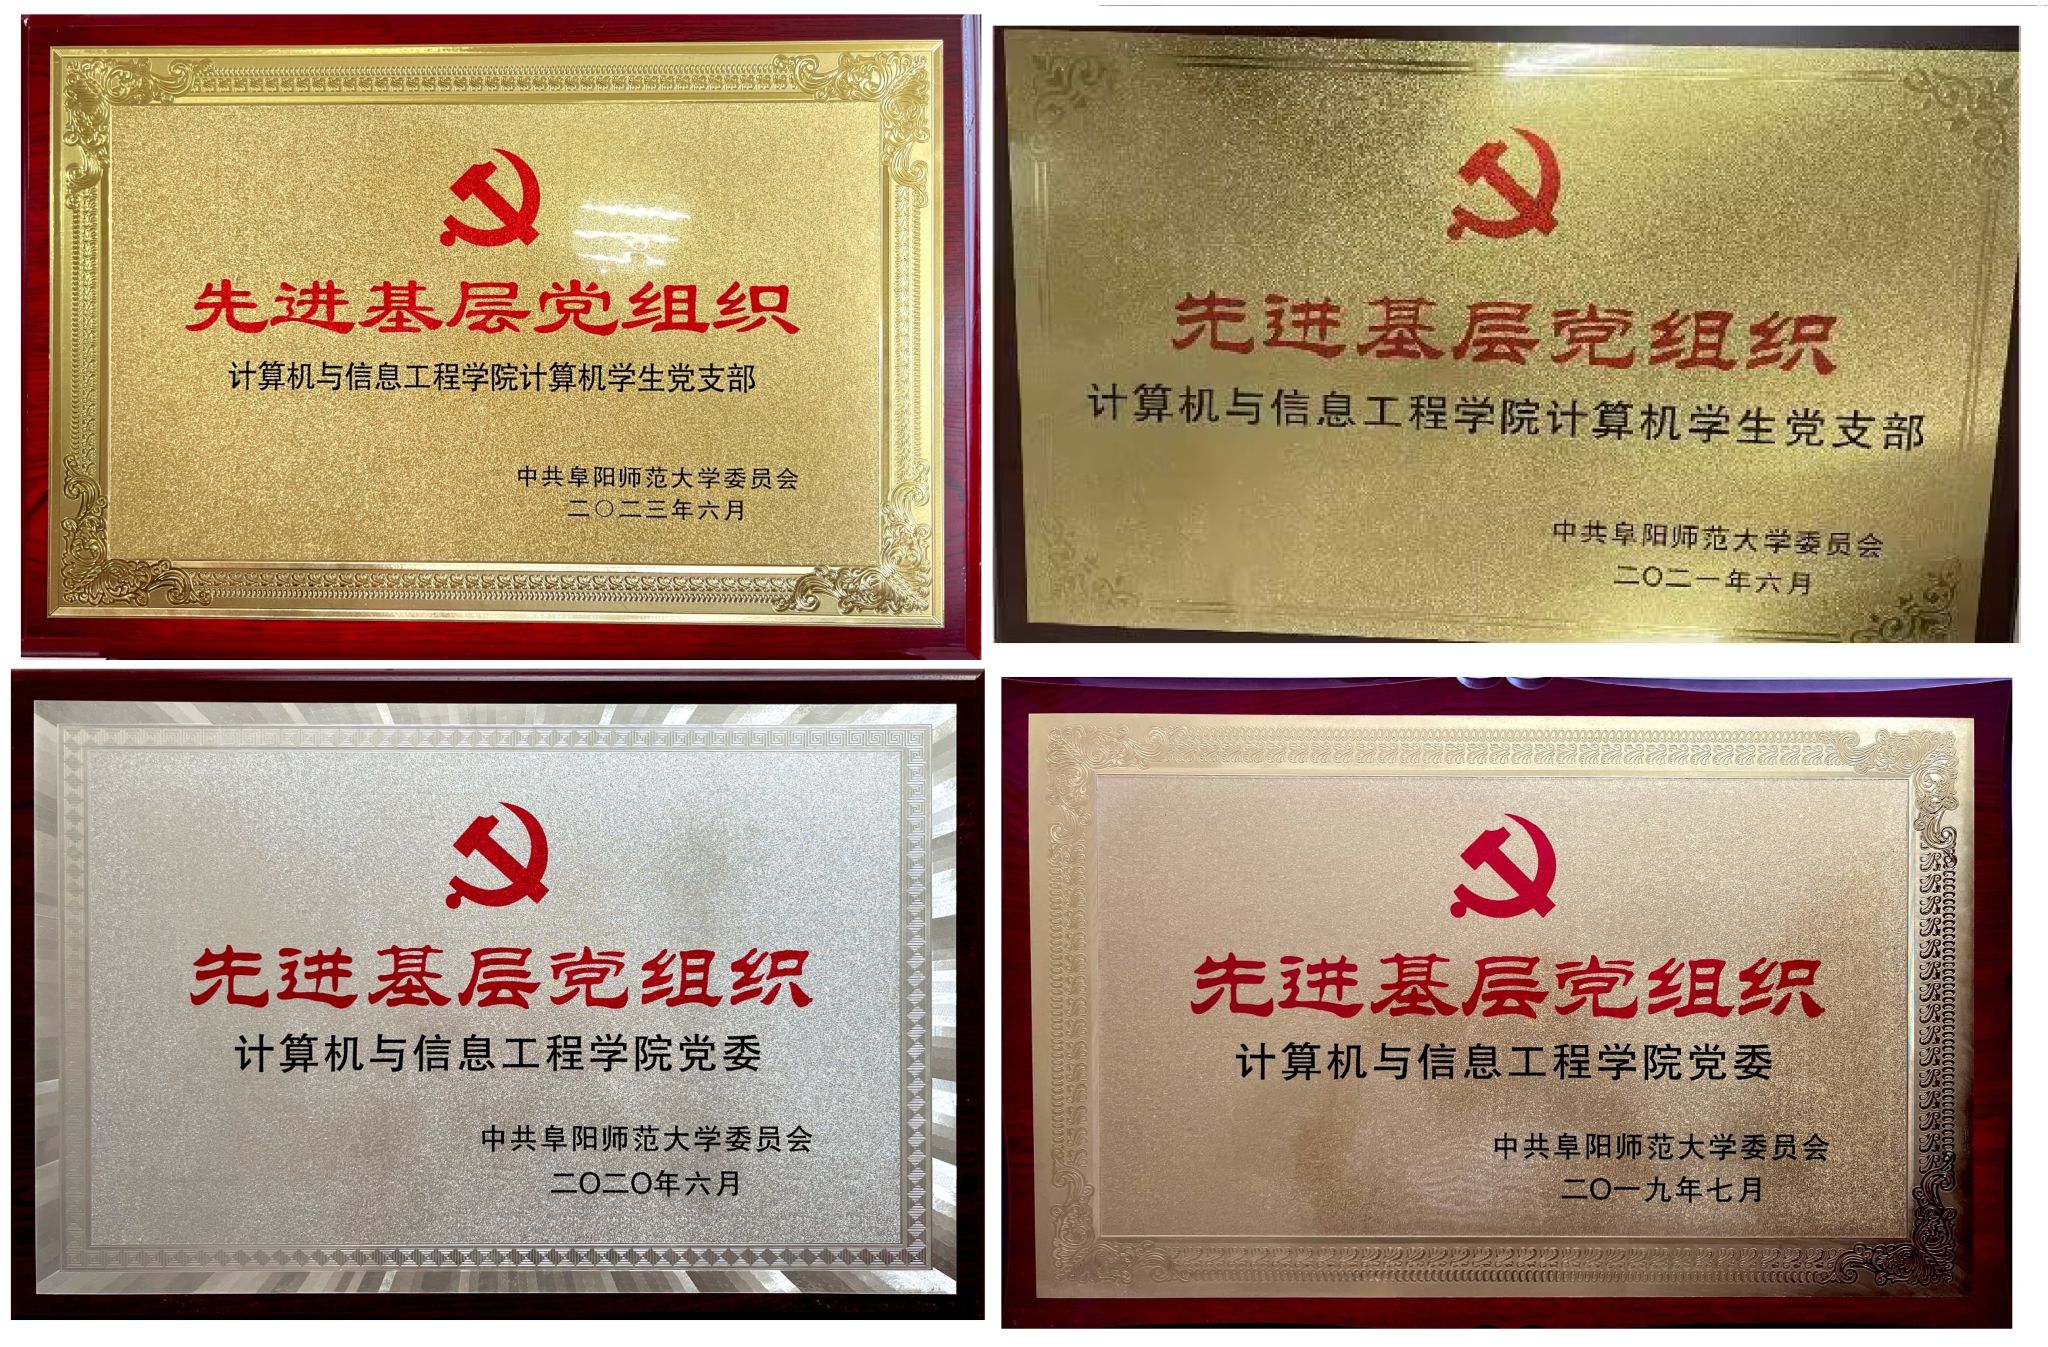 先进基层党组织
计算机与信息工程学院计算机学生党支部
中共阜阳师范大学委员会
二〇二三年六月
先进基层党组织
计算机与信息工程学院计算机学生党支部
中共阜阳师范大学委员会
二〇二一年六月
先进基层党组织
计算机与信息工程学院党委
中共阜阳师范大学委员会
二〇二〇年六月
先进基层党组织
计算机与信息工程学院党委
中共阜阳师范大学委员会
二〇一九年七月